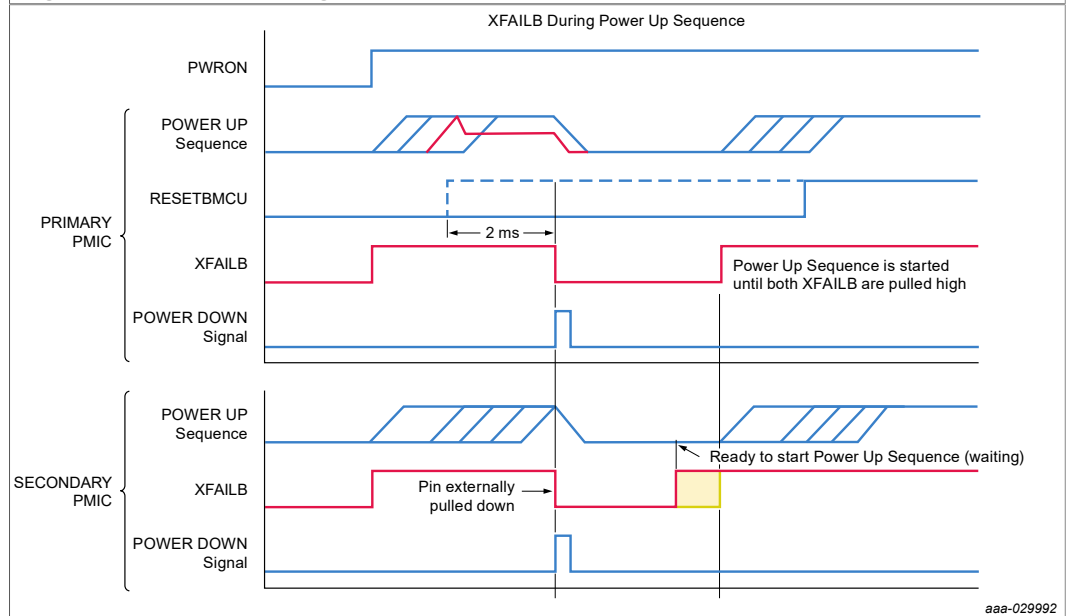 XFAILB During Power Up Sequence
PWRON
POWER UP
Sequence
RESETBMCU
PRIMARY
PMIC
2 ms
XFAILB
Power Up Sequence is started
until both XFAILB are pulled high
POWER DOWN
Signal
POWER UP
Sequence
Ready to start Power Up Sequence (waiting)
SECONDARY
PMIC
XFAILB
Pin externally
pulled down
POWER DOWN
Signal
aaa-029992